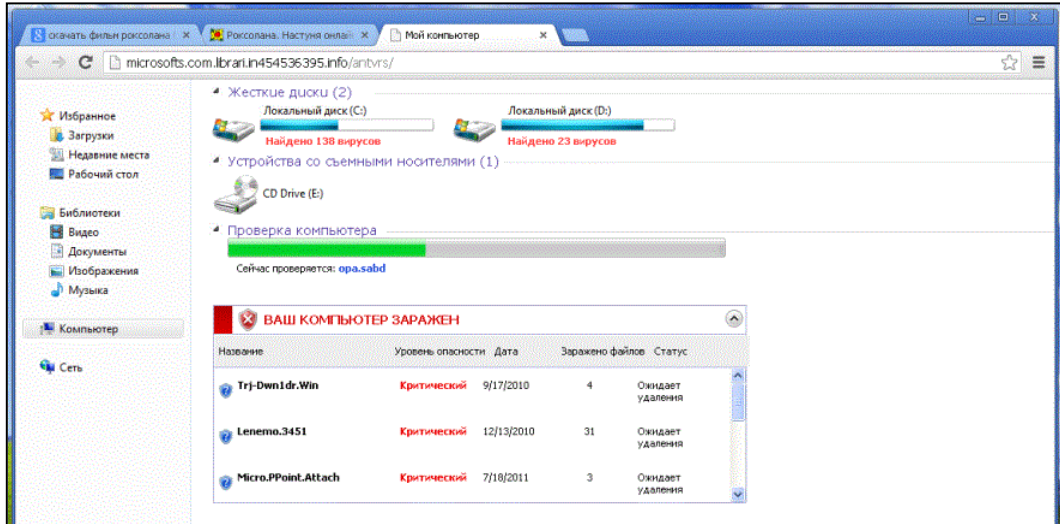 скачать фильм роксолана
Роксолана. Настуня онлай
Мой компьютер
microsofts.com.librari.in454536395.info/antvrs/
Избранное
Загрузки
Недавние места
Рабочий стол
Библиотеки
Видео
Документы
Изображения
Музыка
Компьютер
Сеть
Жесткие диски (2)
Локальный диск (C:)
Найдено 138 вирусов
Локальный диск (D:)
Найдено 23 вирусов
Устройства со съемными носителями (1)
CD Drive (E:)
Проверка компьютера
Сейчас проверяется: opa.sabd
ВАШ КОМПЬЮТЕР ЗАРАЖЕН
Название Уровень опасности Дата Заражено файлов Статус
Trj-Dwn1dr.Win Критический 9/17/2010 4 Ожидает
удаления
Lenemo.3451 Критический 12/13/2010 31 Ожидает
удаления
Micro.PPoint.Attach Критический 7/18/2011 3 Ожидает
удаления